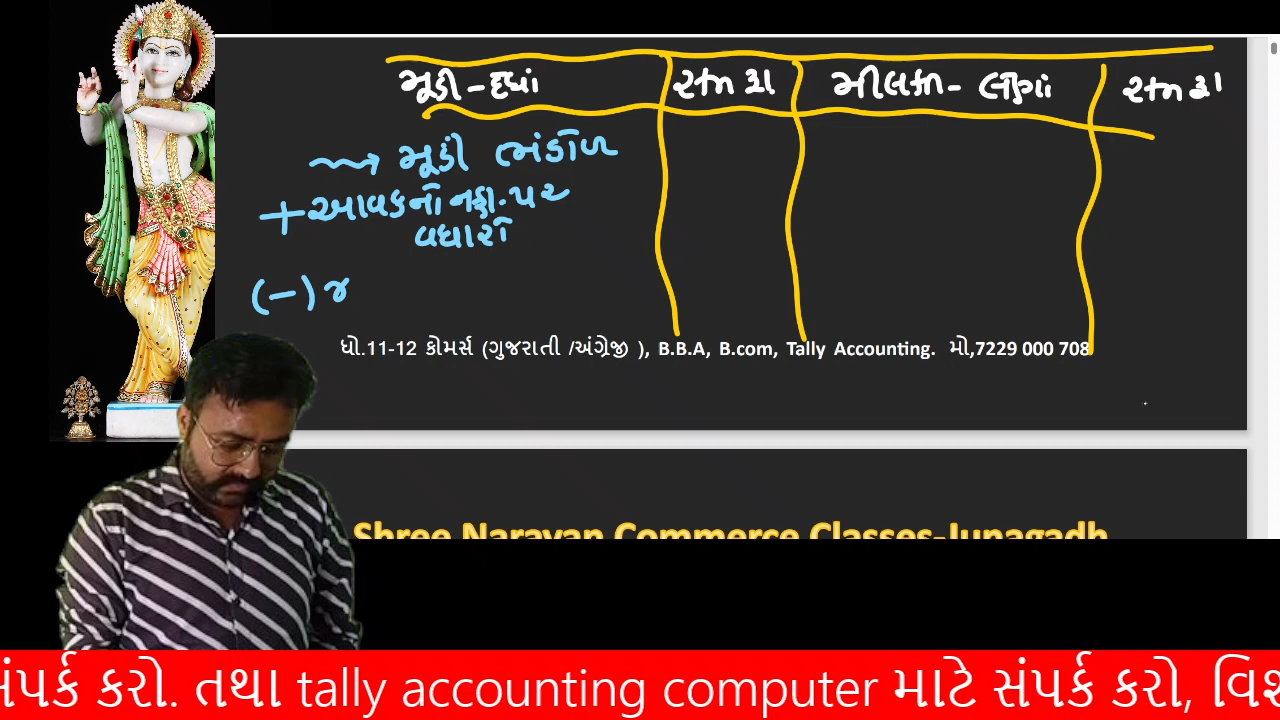 મૂડી - દેવાં રકમ રૂા મીલકત - લેણાં રકમ રૂા
મૂડી ભંડોળ
+ આવકનો
વધારો
(-)
ધો.11-12 કોમર્સ (ગુજરાતી /અંગ્રેજી ), B.B.A, B.com, Tally Accounting. મો,7229 000 708
Shree Narayan Commerce Classes-Junagadh
સંપર્ક કરો. તથા tally accounting computer માટે સંપર્ક કરો,